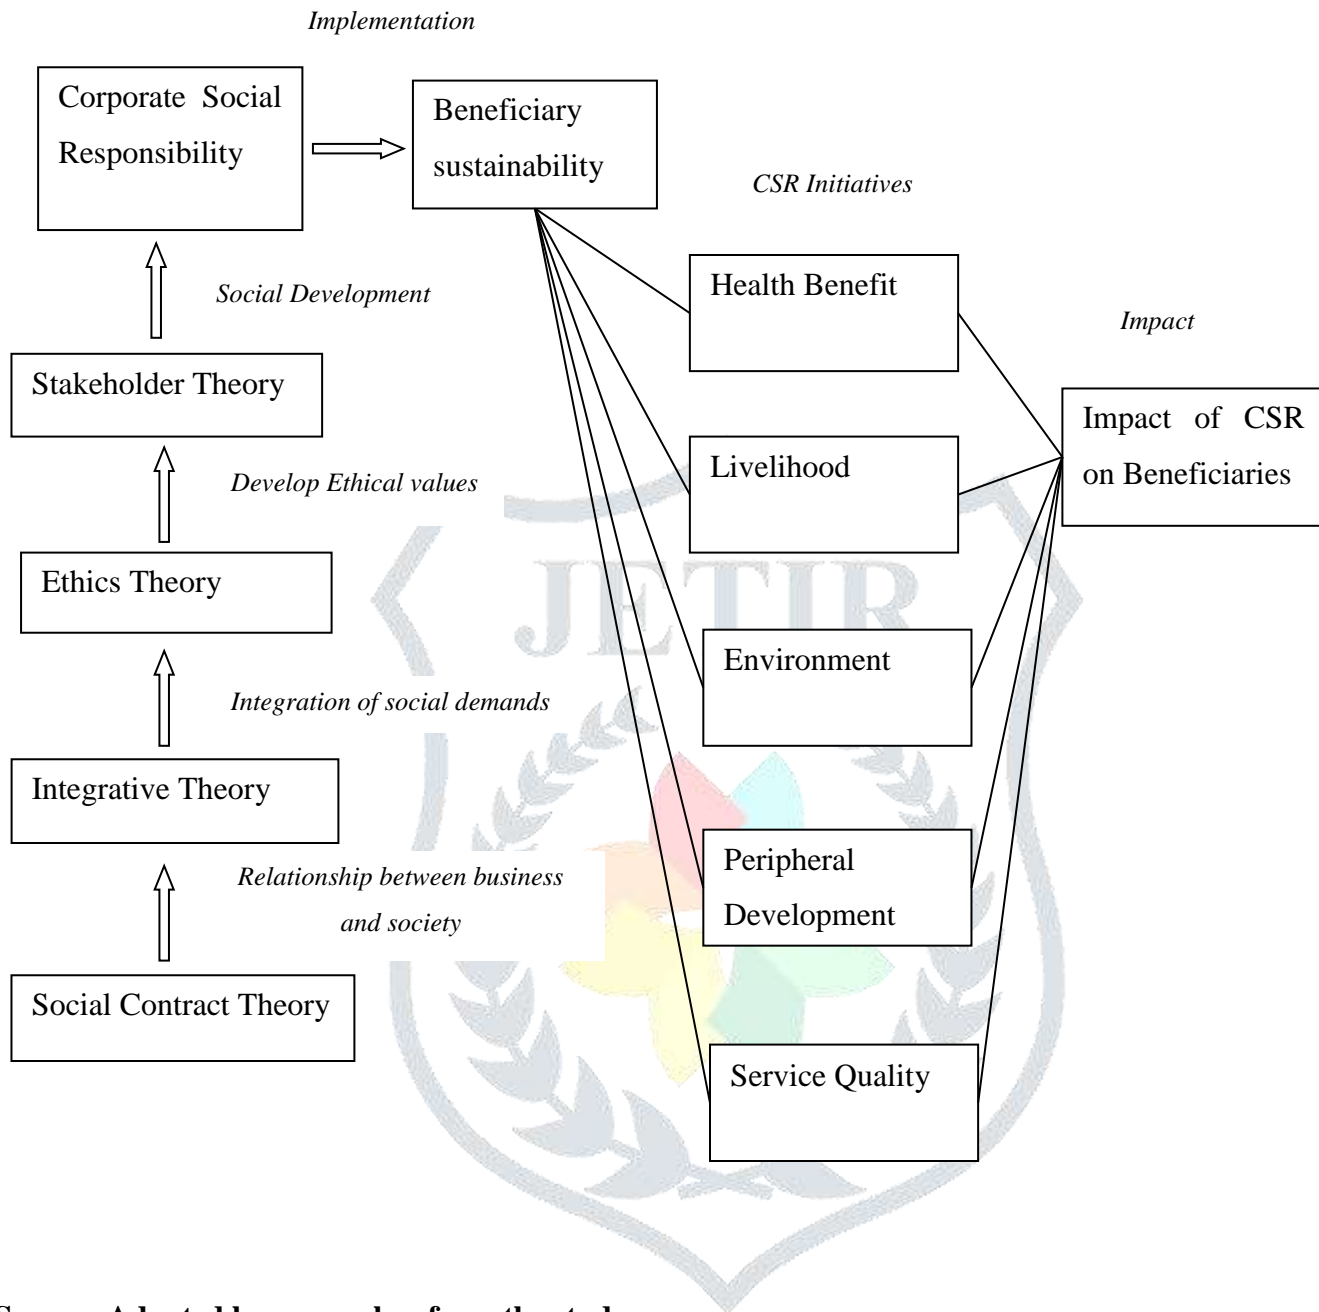 Implementation
Corporate Social
Responsibility
Beneficiary
sustainability
CSR Initiatives
Health Benefit
Social Development
Impact
Stakeholder Theory
Impact of CSR
on Beneficiaries
Livelihood
Develop Ethical values
JETIR
Ethics Theory
Environment
Integration of social demands
Integrative Theory
Peripheral
Development
Relationship between business
and society
Social Contract Theory
Service Quality